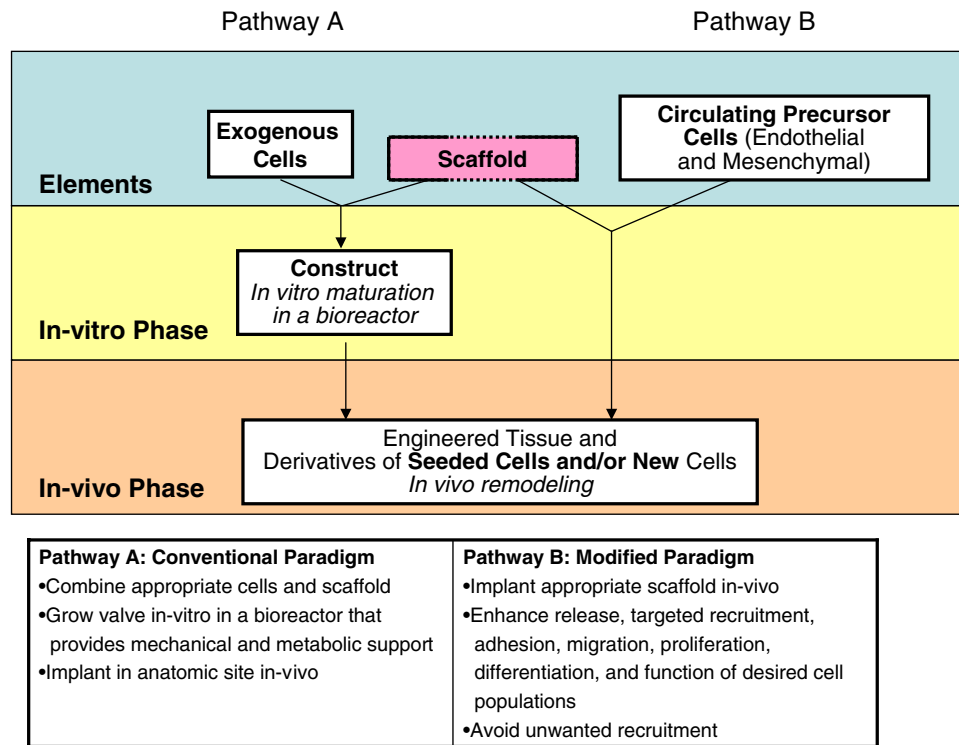 Pathway A
Pathway B
Exogenous
Cells
Scaffold
Circulating Precursor
Cells (Endothelial
and Mesenchymal)
Elements
Construct
In vitro maturation
in a bioreactor
In-vitro Phase
Engineered Tissue and
Derivatives of Seeded Cells and/or New Cells
In vivo remodeling
In-vivo Phase
Pathway A: Conventional Paradigm
•Combine appropriate cells and scaffold
•Grow valve in-vitro in a bioreactor that
provides mechanical and metabolic support
•Implant in anatomic site in-vivo
Pathway B: Modified Paradigm
•Implant appropriate scaffold in-vivo
•Enhance release, targeted recruitment,
adhesion, migration, proliferation,
differentiation, and function of desired cell
populations
•Avoid unwanted recruitment